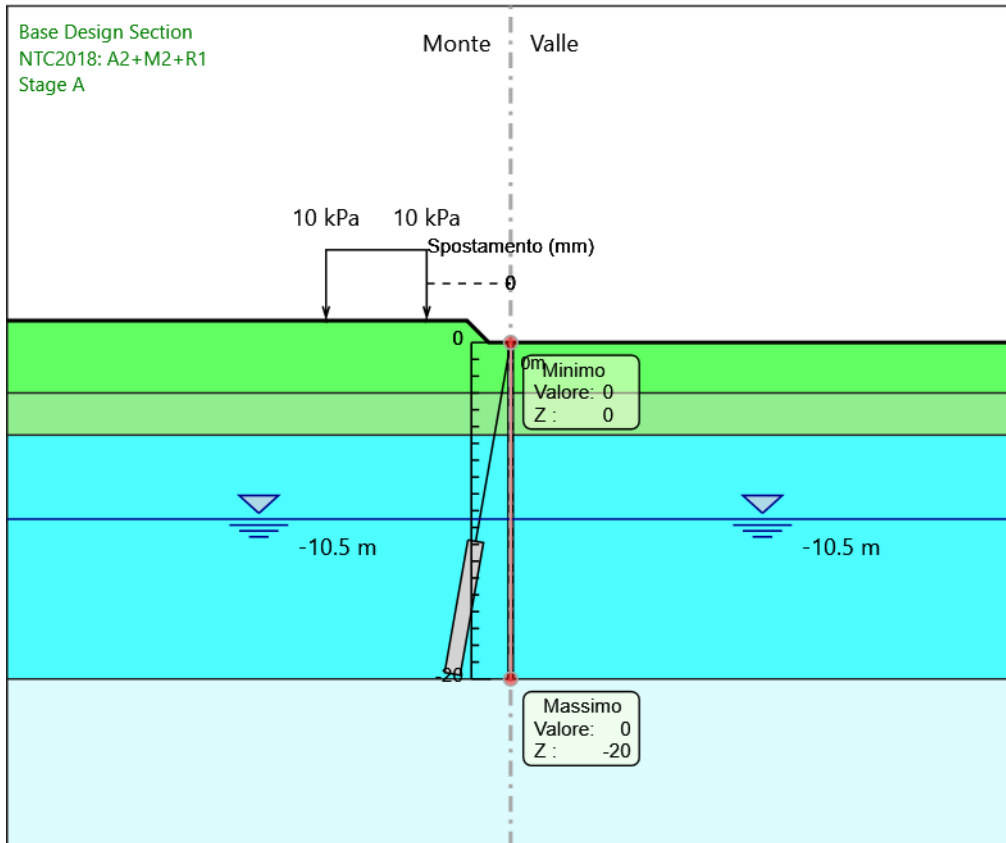 Base Design Section
NTC2018: A2+M2+R1
Stage A
Monte
Valle
10 kPa
10 kPa
Spostamento (mm)
0
0
0m
Minimo
Valore: 0
Z : 0
-10.5 m
-10.5 m
-20
Massimo
Valore: 0
Z : -20